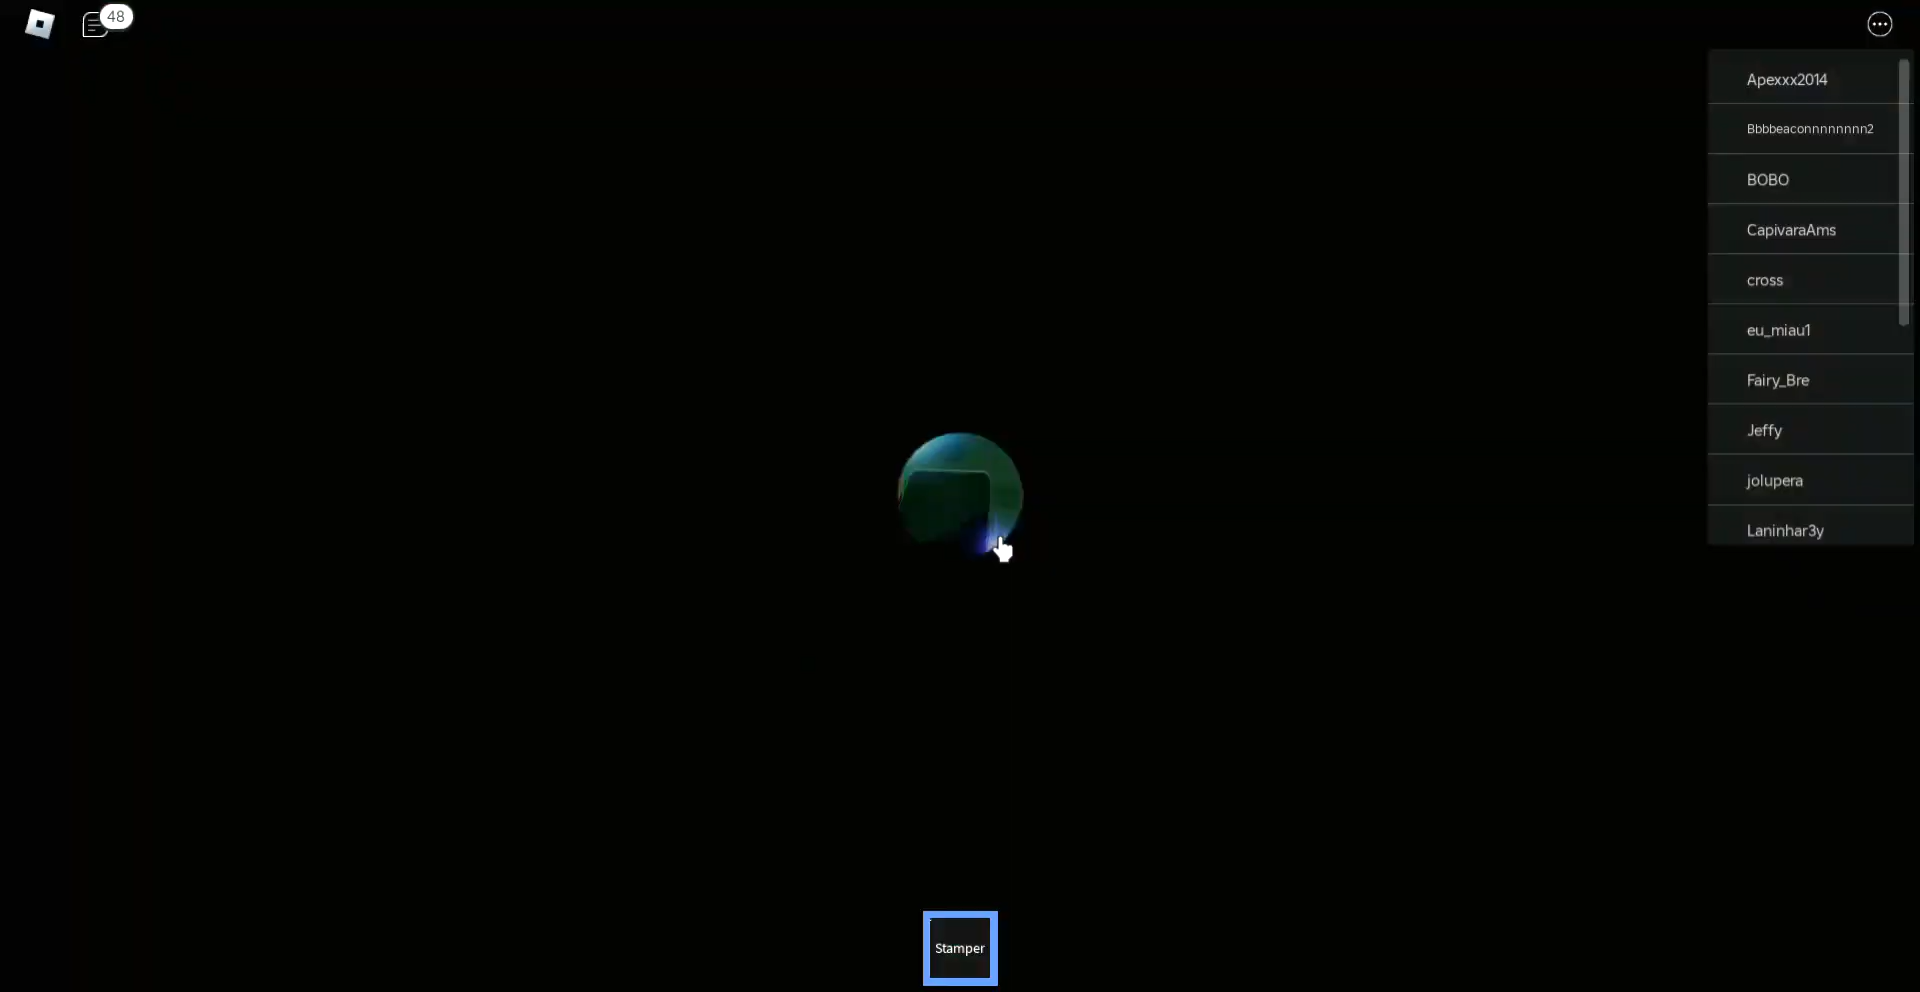 48
Apexxx2014
Bbbbeaconnnnnnnn2
BOBO
CapivaraAms
cross
eu_miau1
Fairy_Bre
Jeffy
jolupera
Laninhar3y
Stamper